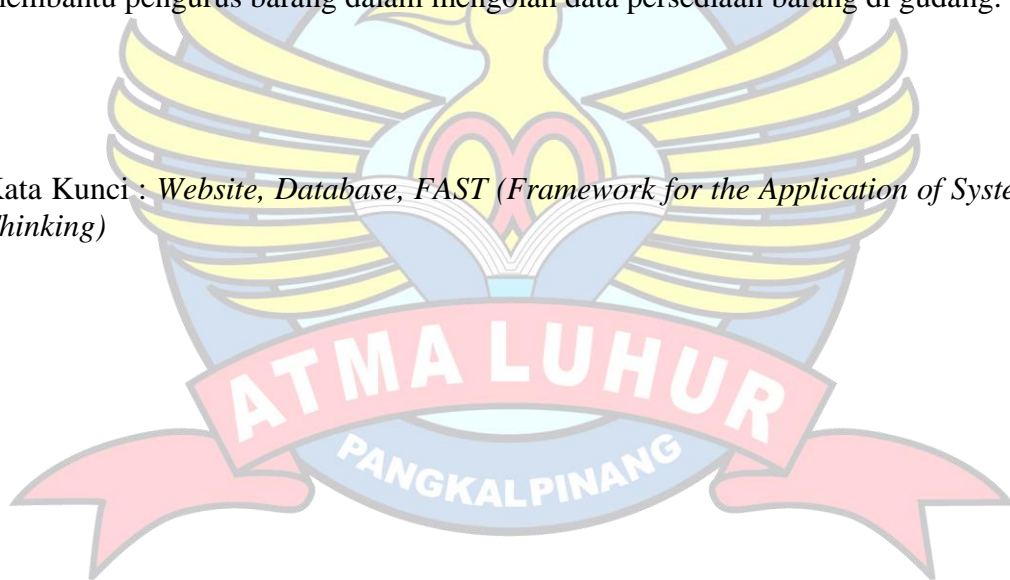 membantu pengurus barang dalam mengolah data persediaan barang di gudang.
Kata Kunci : Website, Database, FAST (Framework for the Application of Syste
Thinking)
ATMA LUHUR
PANGKALPINANG